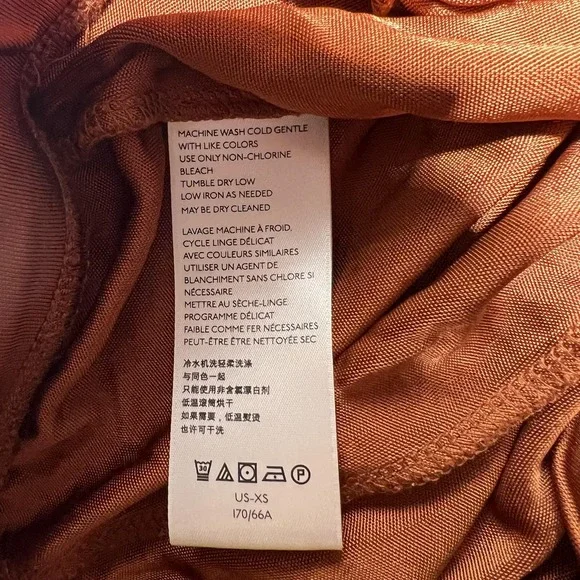 MACHINE WASH COLD GENTLE
WITH LIKE COLORS
USE ONLY NON-CHLORINE
BLEACH
TUMBLE DRY LOW
LOW IRON AS NEEDED
MAY BE DRY CLEANED
LAVAGE MACHINE À FROID,
CYCLE LINGE DÉLICAT
AVEC COULEURS SIMILAIRES
UTILISER UN AGENT DE
BLANCHIMENT SANS CHLORE SI
NÉCESSAIRE
METTRE AU SÈCHE-LINGE
PROGRAMME DÉLICAT
FAIBLE COMME FER NÉCESSAIRES
PEUT-ÊTRE ÊTRE NETTOYÉE SEC
冷水机洗轻柔洗涤
与同色一起
只能使用非含氯漂白剂
低温滚筒烘干
如果需要，低温熨烫
也许可干洗
30 P
US-XS
170/66A